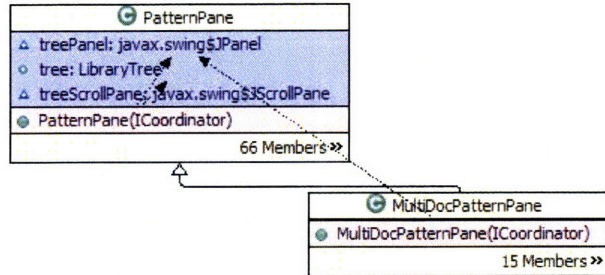 PatternPane
treePanel: javax.swing$JPanel
tree: LibraryTree
treeScrollPane: javax.swing$JScrollPane
PatternPane(ICoordinator)
66 Members »
MultiDocPatternPane
MultiDocPatternPane(ICoordinator)
15 Members »